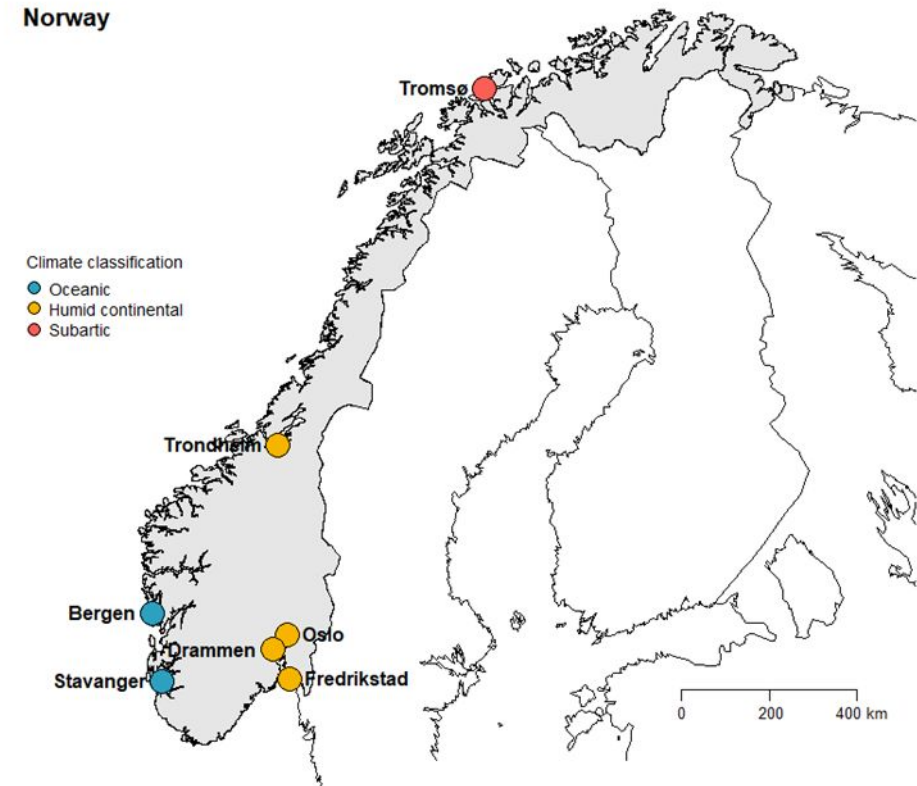 Norway
Tromsø
Climate classification
Oceanic
Humid continental
Subartic
Trondheim
Bergen
Oslo
Drammen
Stavanger
Fredrikstad
0 200 400 km